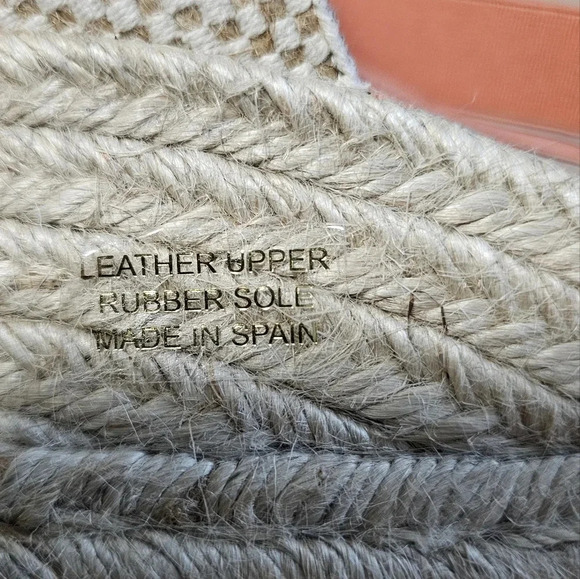 LEATHER UPPER
RUBBER SOLE
MADE IN SPAIN